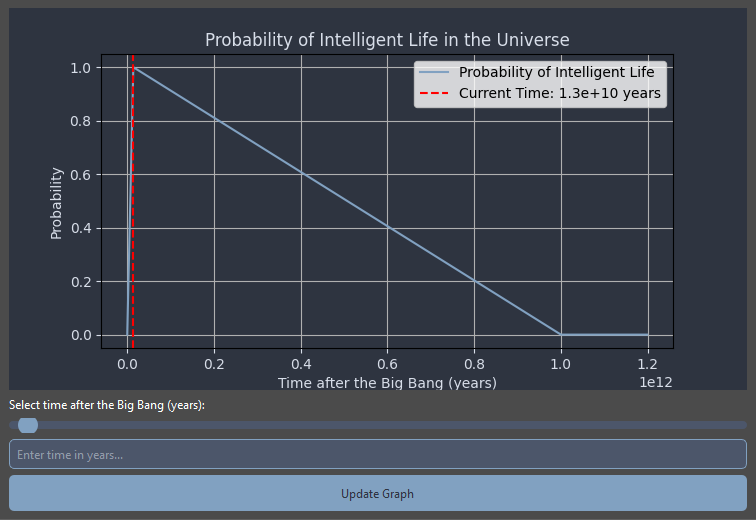 Probability of Intelligent Life in the Universe
Probability of Intelligent Life
Current Time: 1.3e+10 years
1.0
0.8
0.6
0.4
0.2
0.0
Probability
0.0 0.2 0.4 0.6 0.8 1.0 1.2
Time after the Big Bang (years)
1e12
Select time after the Big Bang (years):
Enter time in years...
Update Graph